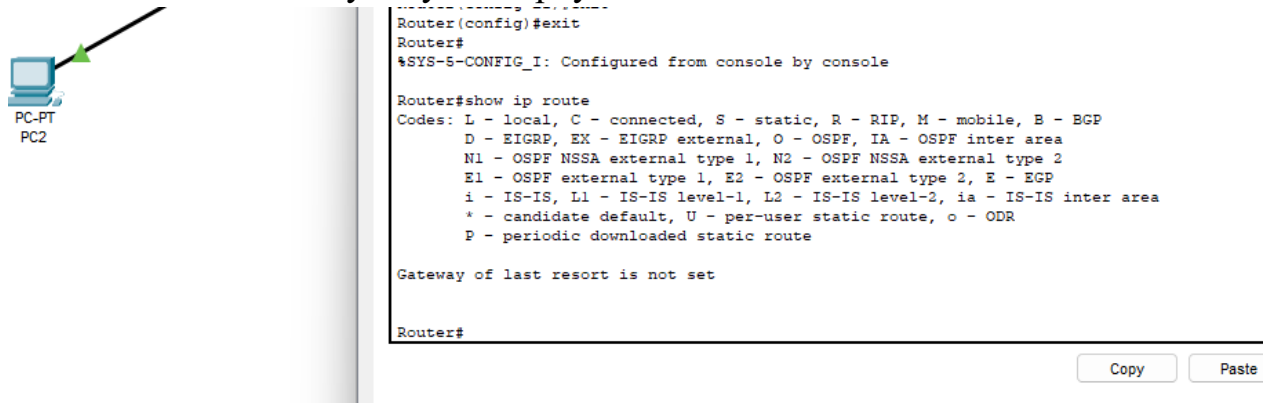 Router(config)#exit
Router#
%SYS-5-CONFIG_I: Configured from console by console
Router#show ip route
Codes: L - local, C - connected, S - static, R - RIP, M - mobile, B - BGP
D - EIGRP, EX - EIGRP external, O - OSPF, IA - OSPF inter area
N1 - OSPF NSSA external type 1, N2 - OSPF NSSA external type 2
E1 - OSPF external type 1, E2 - OSPF external type 2, E - EGP
i - IS-IS, L1 - IS-IS level-1, L2 - IS-IS level-2, ia - IS-IS inter area
* - candidate default, U - per-user static route, o - ODR
P - periodic downloaded static route
Gateway of last resort is not set
Router#
PC-PT
PC2
Copy
Paste